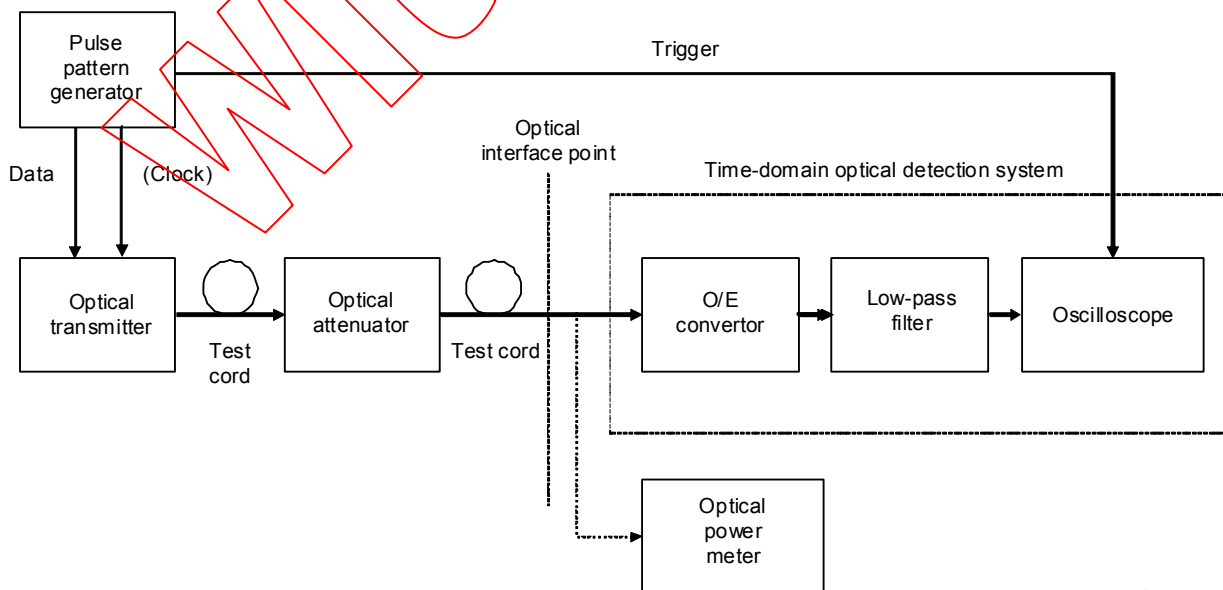 Pulse
pattern
generator
Trigger
Data
(Clock)
Optical
interface point
Time-domain optical detection system
Optical
transmitter
Test
cord
Optical
attenuator
Test cord
O/E
convertor
Low-pass
filter
Oscilloscope
Optical
power
meter